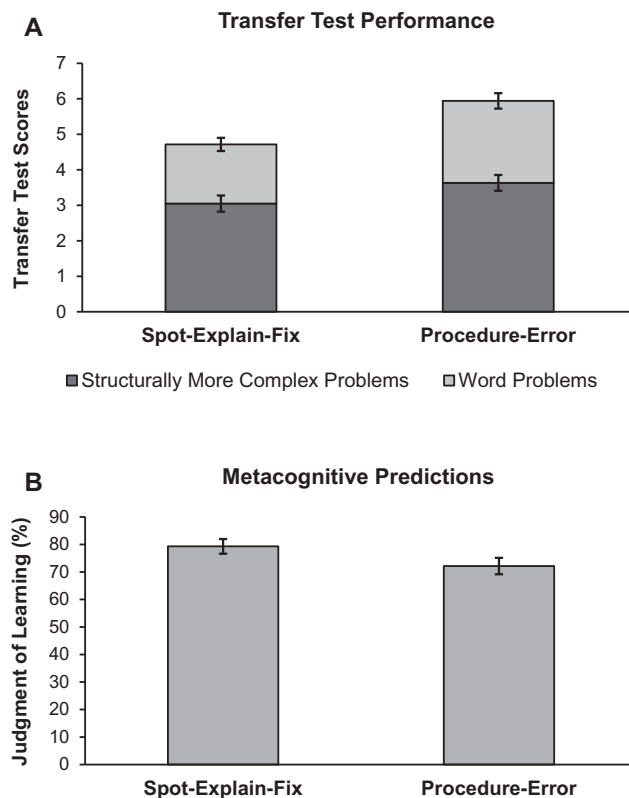 A
Transfer Test Performance
Transfer Test Scores
7
6
5
4
3
2
1
0
Spot-Explain-Fix Procedure-Error
Structurally More Complex Problems Word Problems
B
Metacognitive Predictions
Judgment of Learning (%)
90
80
70
60
50
40
30
20
10
0
Spot-Explain-Fix Procedure-Error